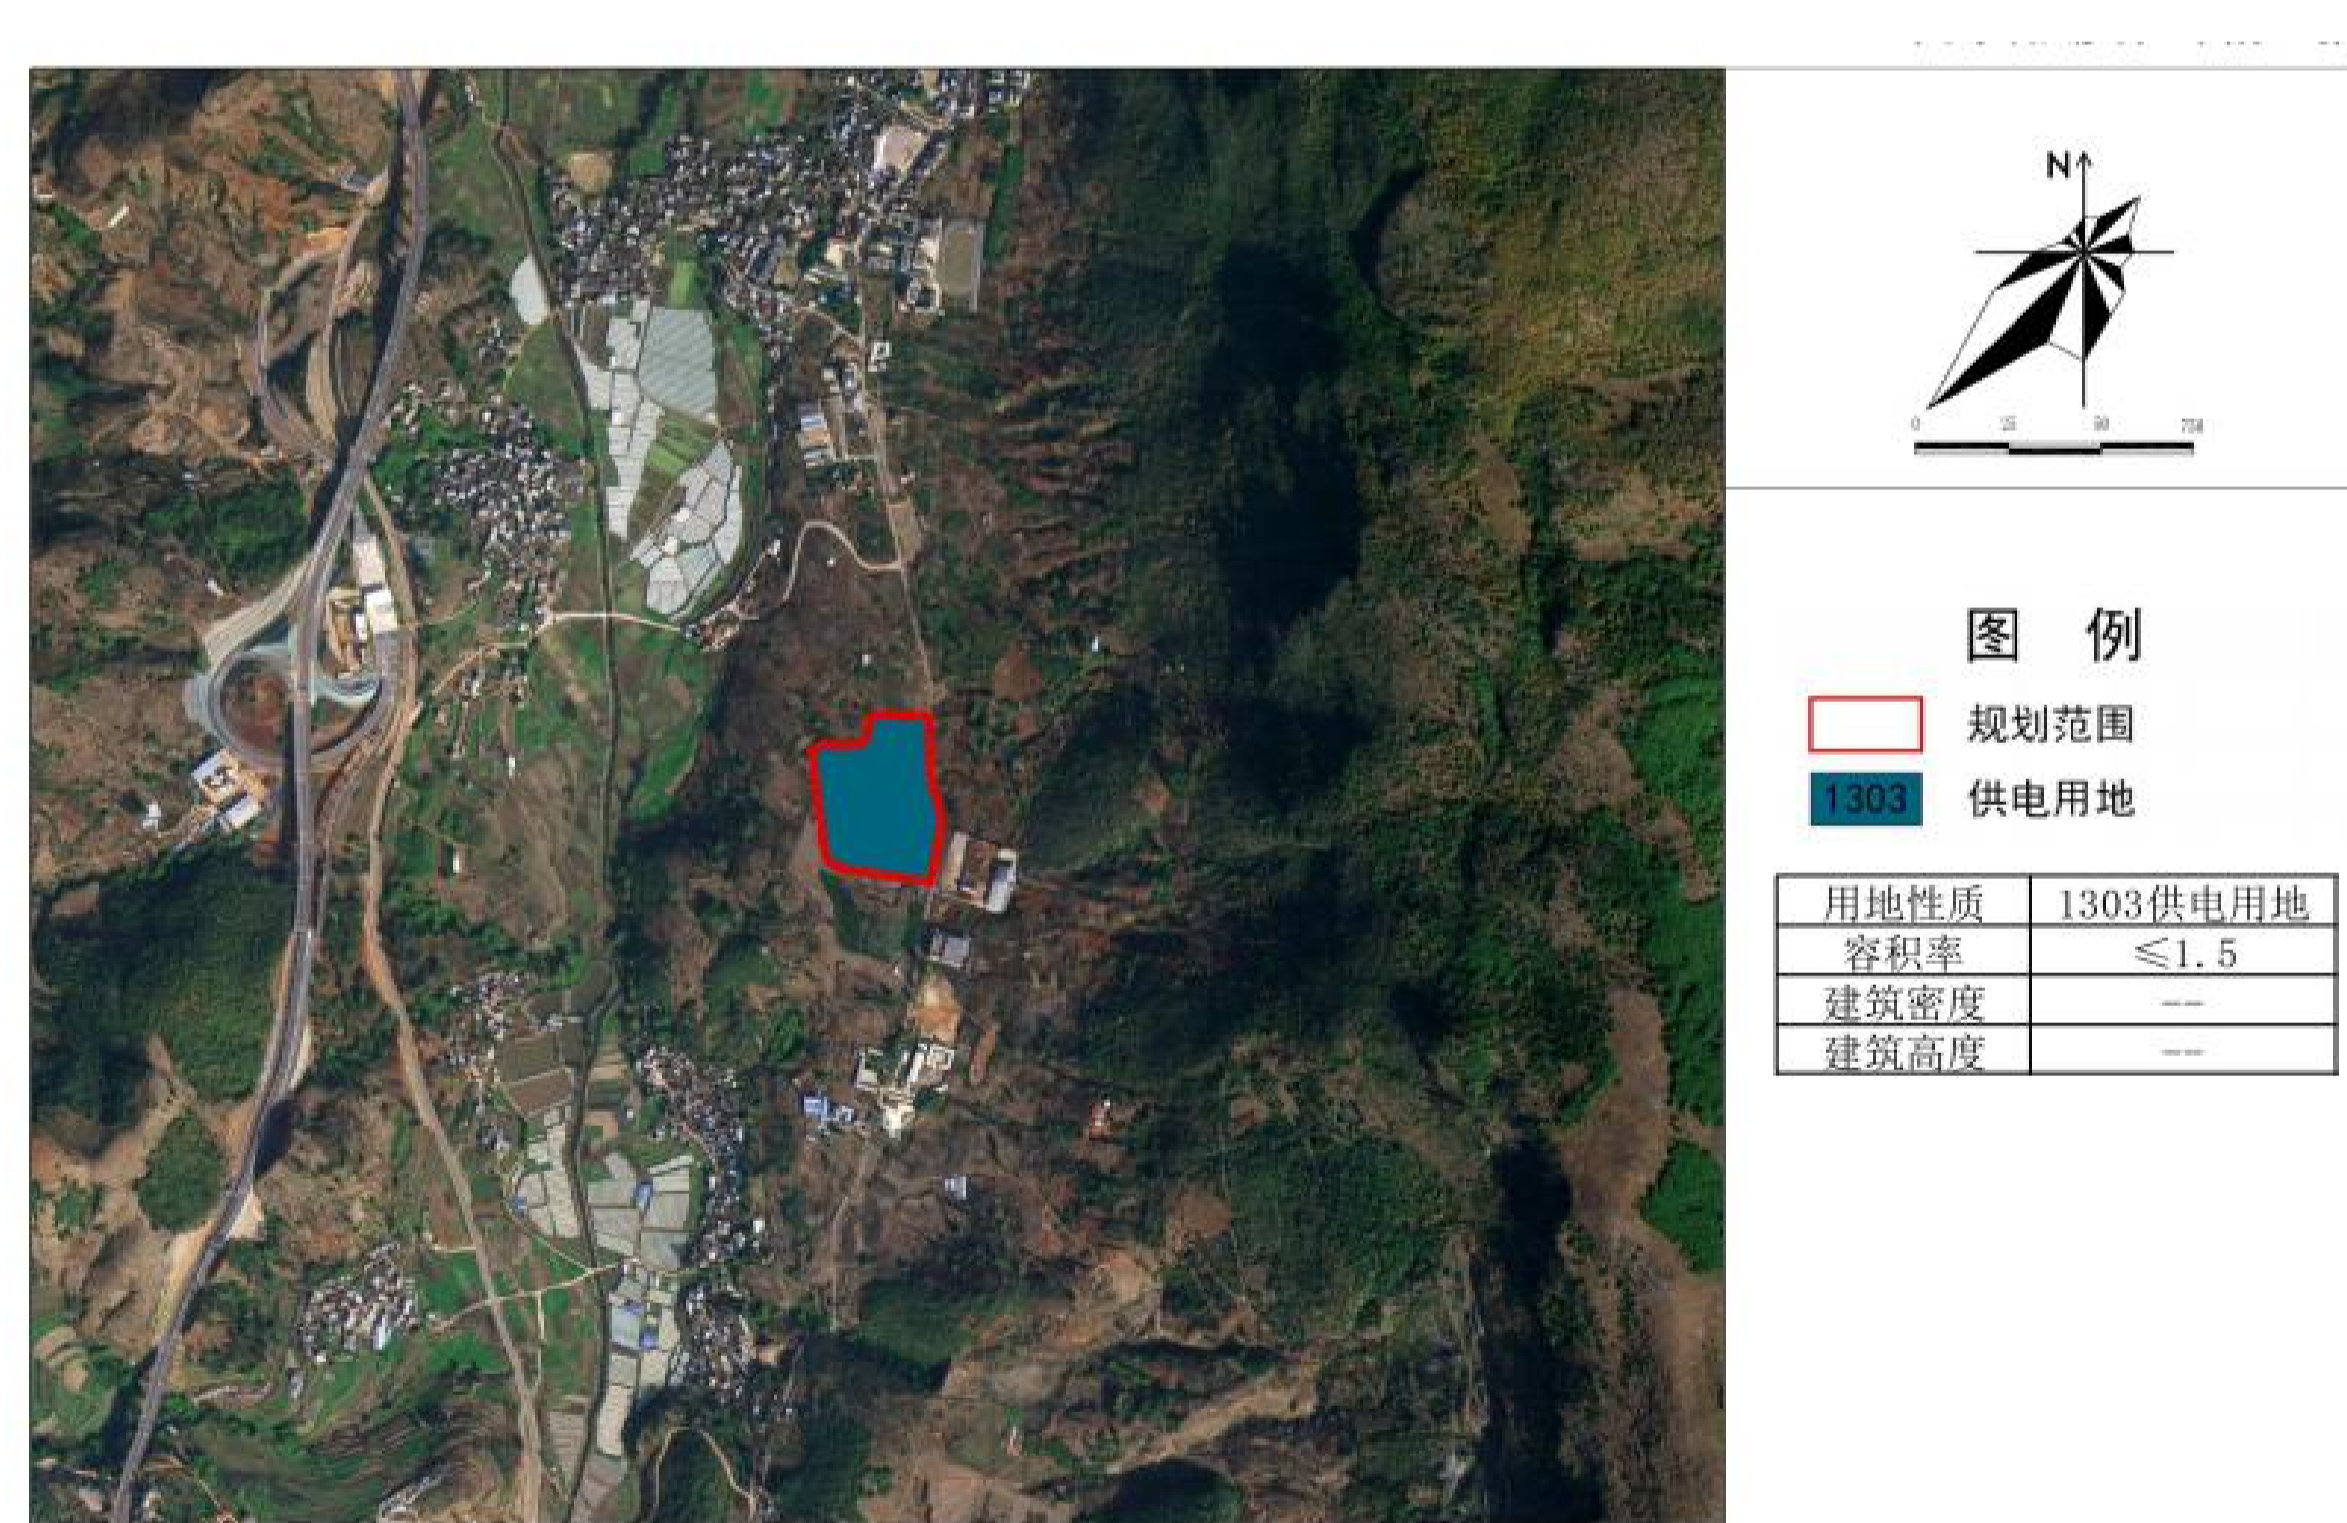 N
0
图 例
规划范围
1303 供电用地
用地性质 1303供电用地
容积率 ≤1.5
建筑密度 --
建筑高度 --